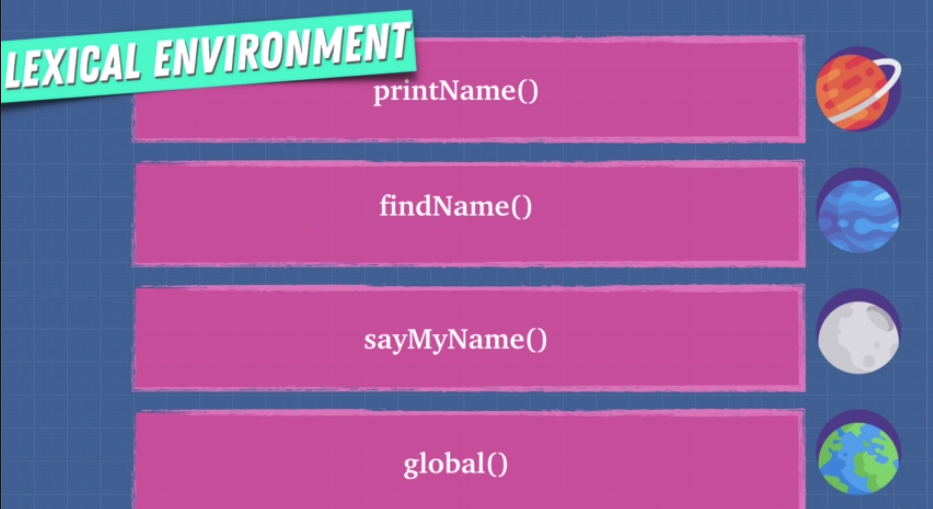 LEXICAL ENVIRONMENT
printName()
findName()
sayMyName()
global()